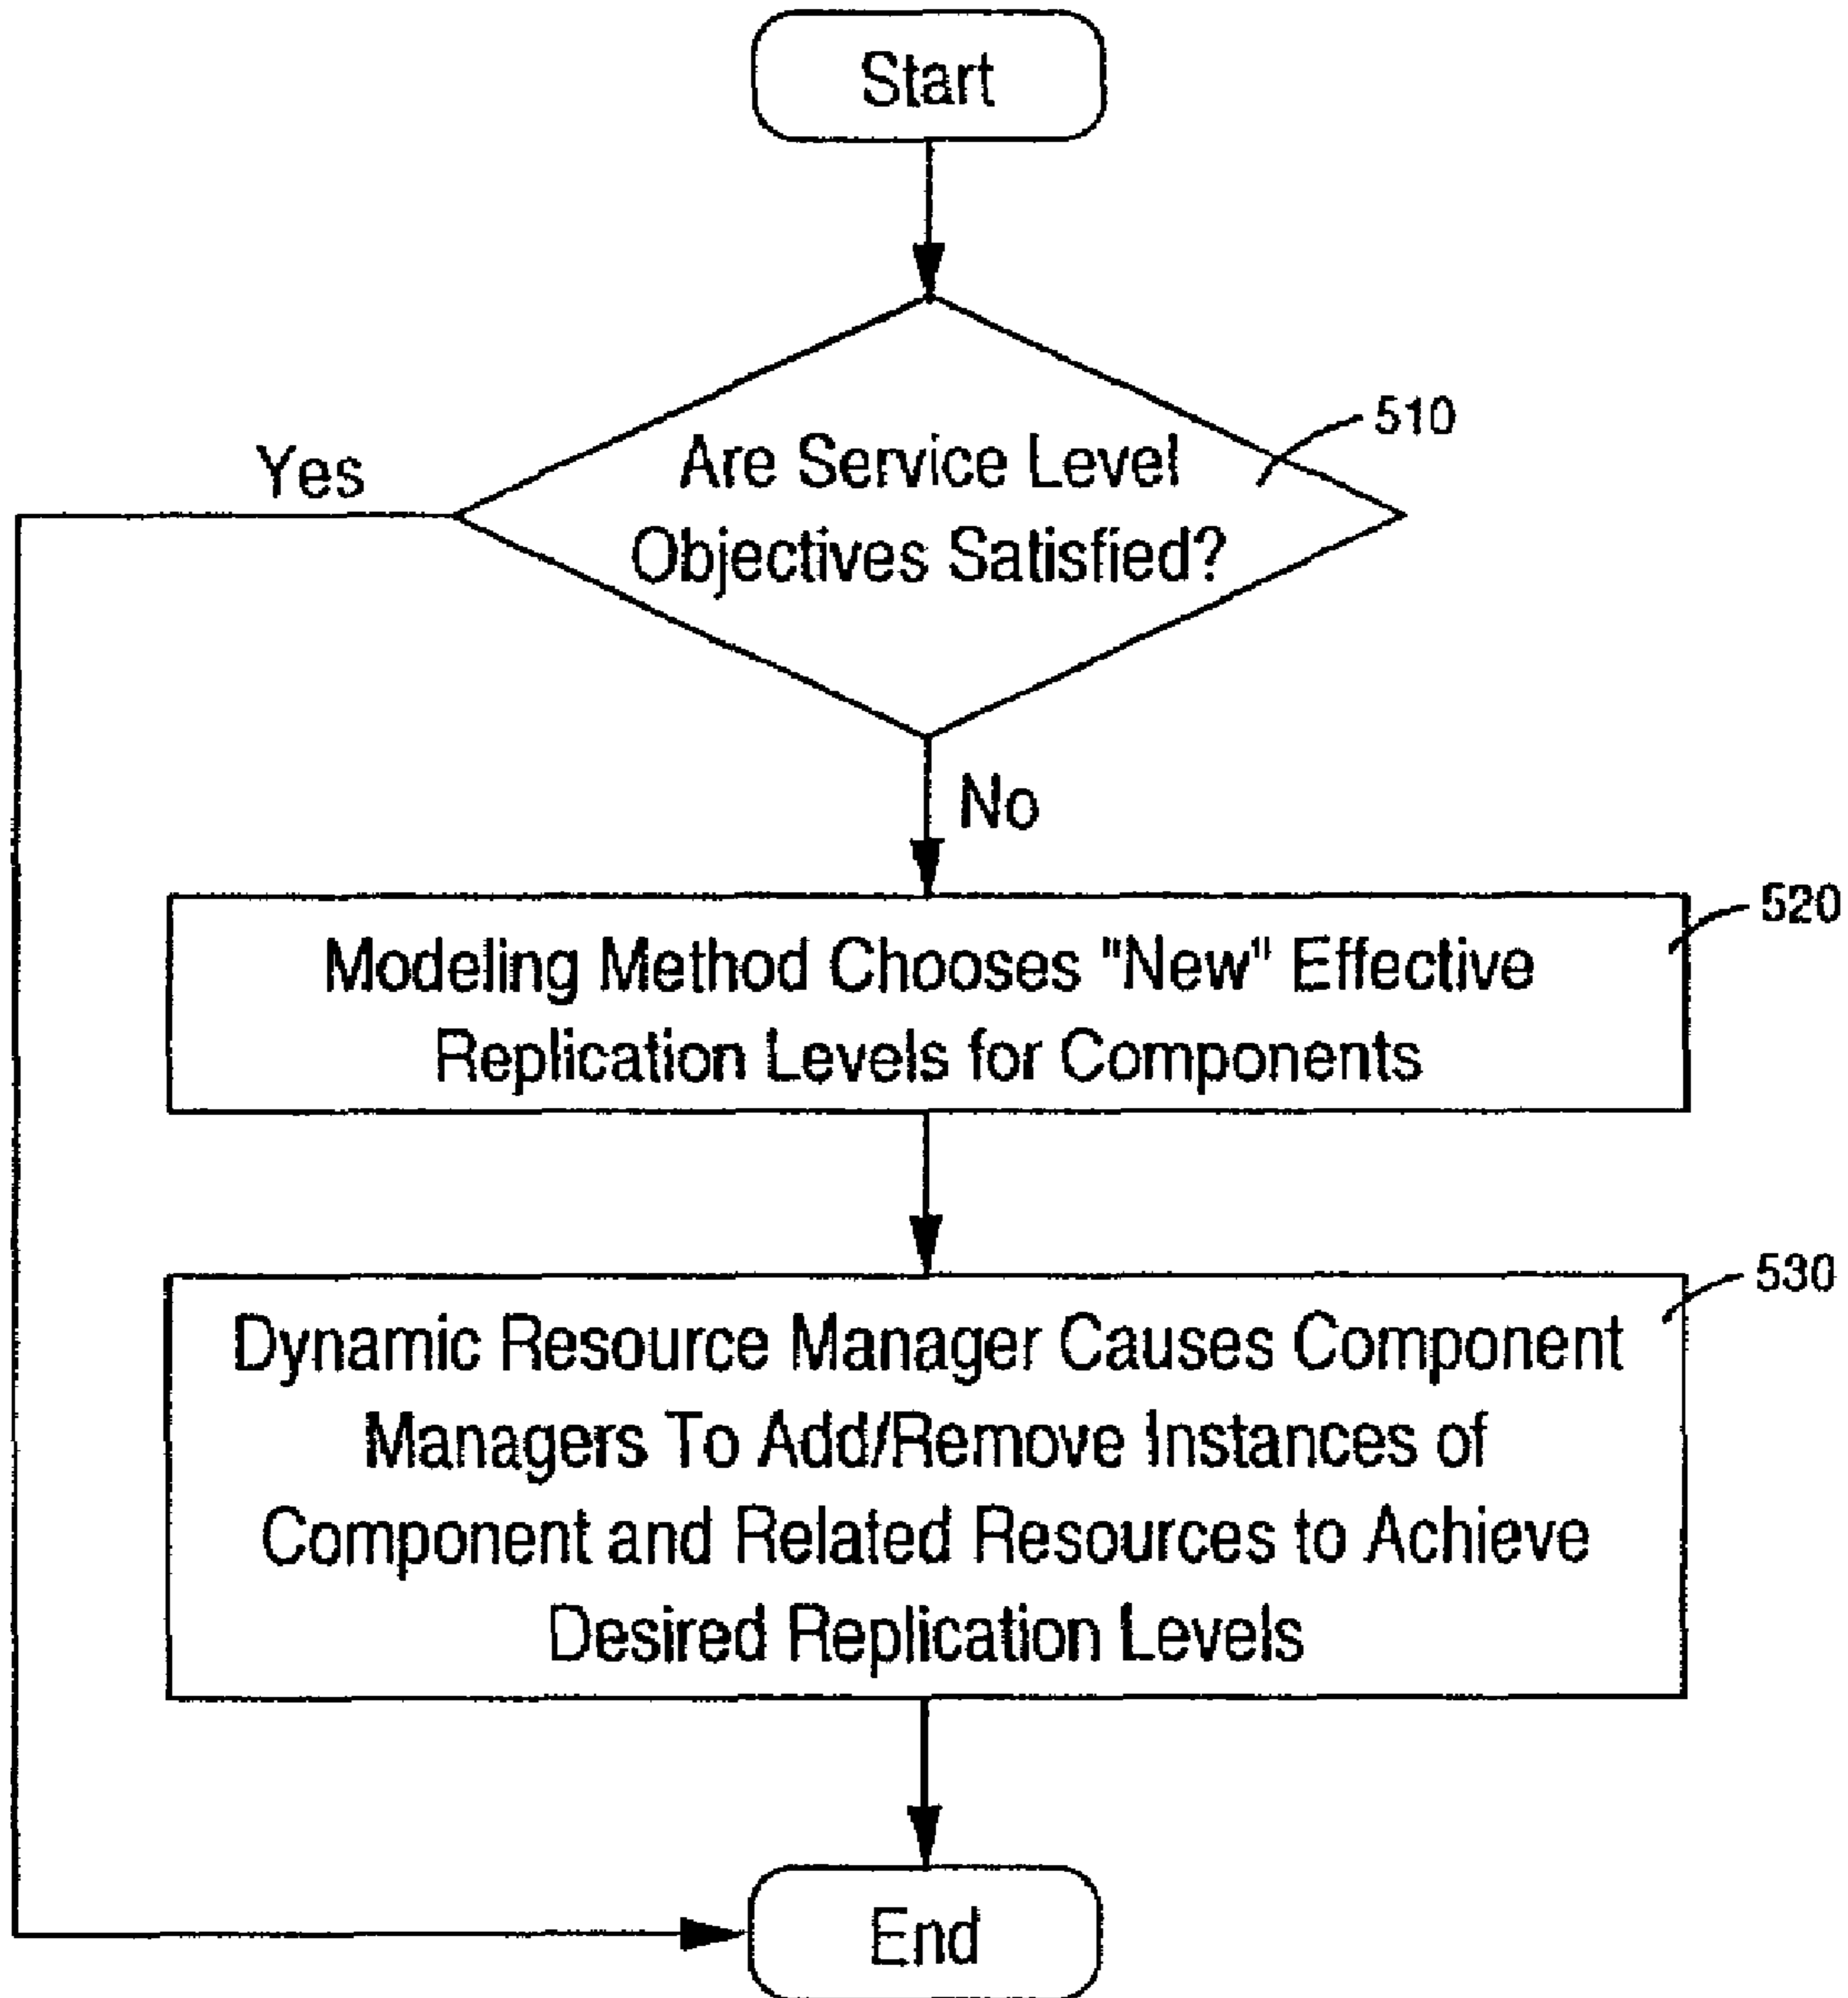 Start
Are Service Level
Objectives Satisfied?
510
Yes
No
Modeling Method Chooses "New" Effective
Replication Levels for Components
520
Dynamic Resource Manager Causes Component
Managers To Add/Remove Instances of
Component and Related Resources to Achieve
Desired Replication Levels
530
End